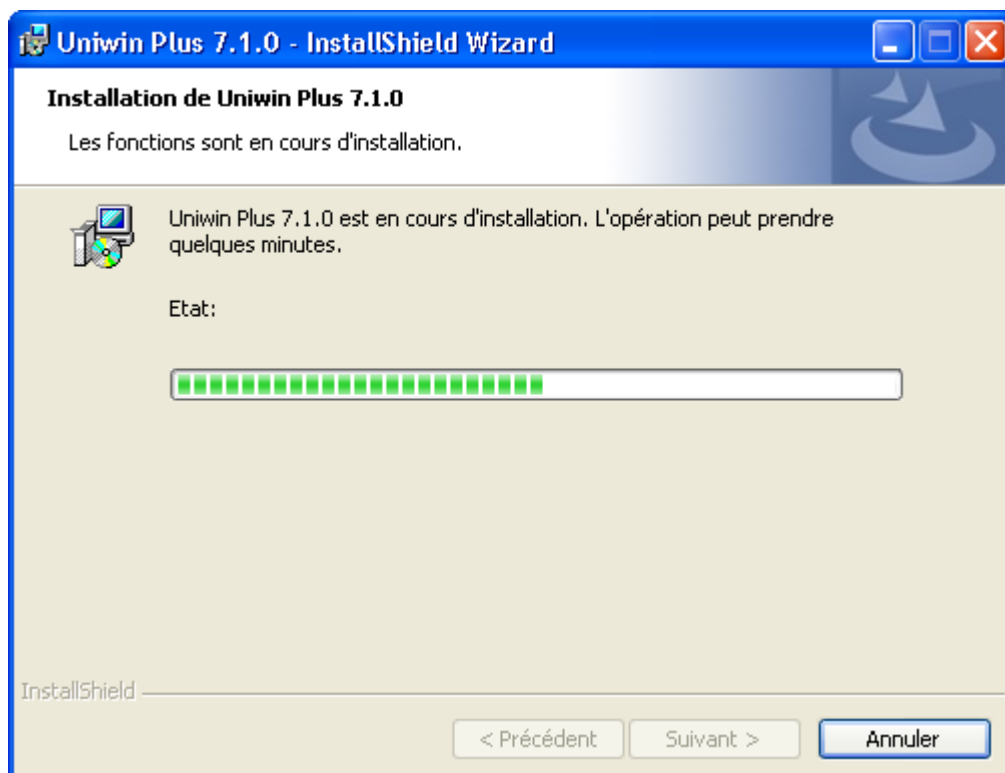 Uniwin Plus 7.1.0 - InstallShield Wizard
Installation de Uniwin Plus 7.1.0
Les fonctions sont en cours d'installation.
Uniwin Plus 7.1.0 est en cours d'installation. L'opération peut prendre
quelques minutes.
Etat:
InstallShield
< Précédent
Suivant >
Annuler